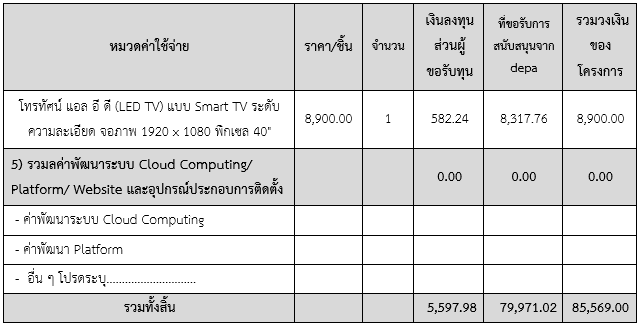 หมวดค่าใช้จ่าย ราคา/ชิ้น จำนวน เงินลงทุน ส่วนผู้ ขอรับทุน ที่ขอรับการ สนับสนุนจาก depa รวมวงเงิน ของ โครงการ
โทรทัศน์ แอล อี ดี (LED TV) แบบ Smart TV ระดับ
ความละเอียด จอภาพ 1920 x 1080 พิกเซล 40" 8,900.00 1 582.24 8,317.76 8,900.00
5) รวมลค่าพัฒนาระบบ Cloud Computing/
Platform/ Website และอุปกรณ์ประกอบการติดตั้ง 0.00 0.00 0.00
- ค่าพัฒนาระบบ Cloud Computing
- ค่าพัฒนา Platform
- อื่น ๆ โปรดระบุ..............................
รวมทั้งสิ้น 5,597.98 79,971.02 85,569.00